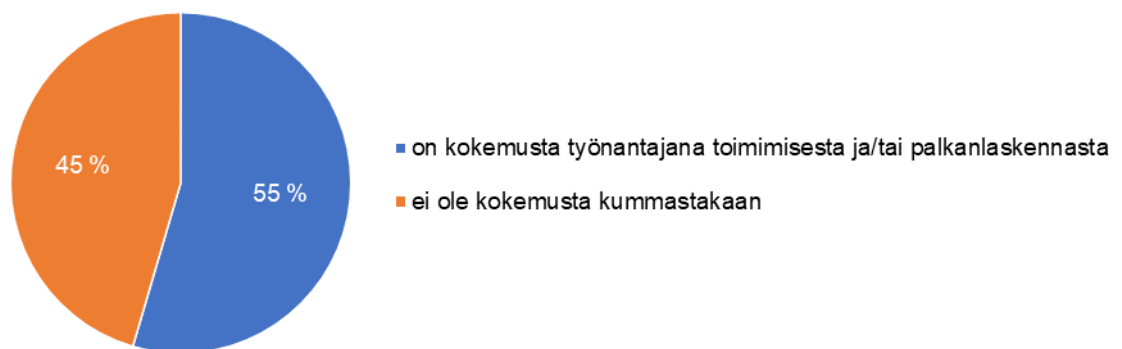 45 %
55 %
on kokemusta työnantajana toimimisesta ja/tai palkanlaskennasta
ei ole kokemusta kummastakaan